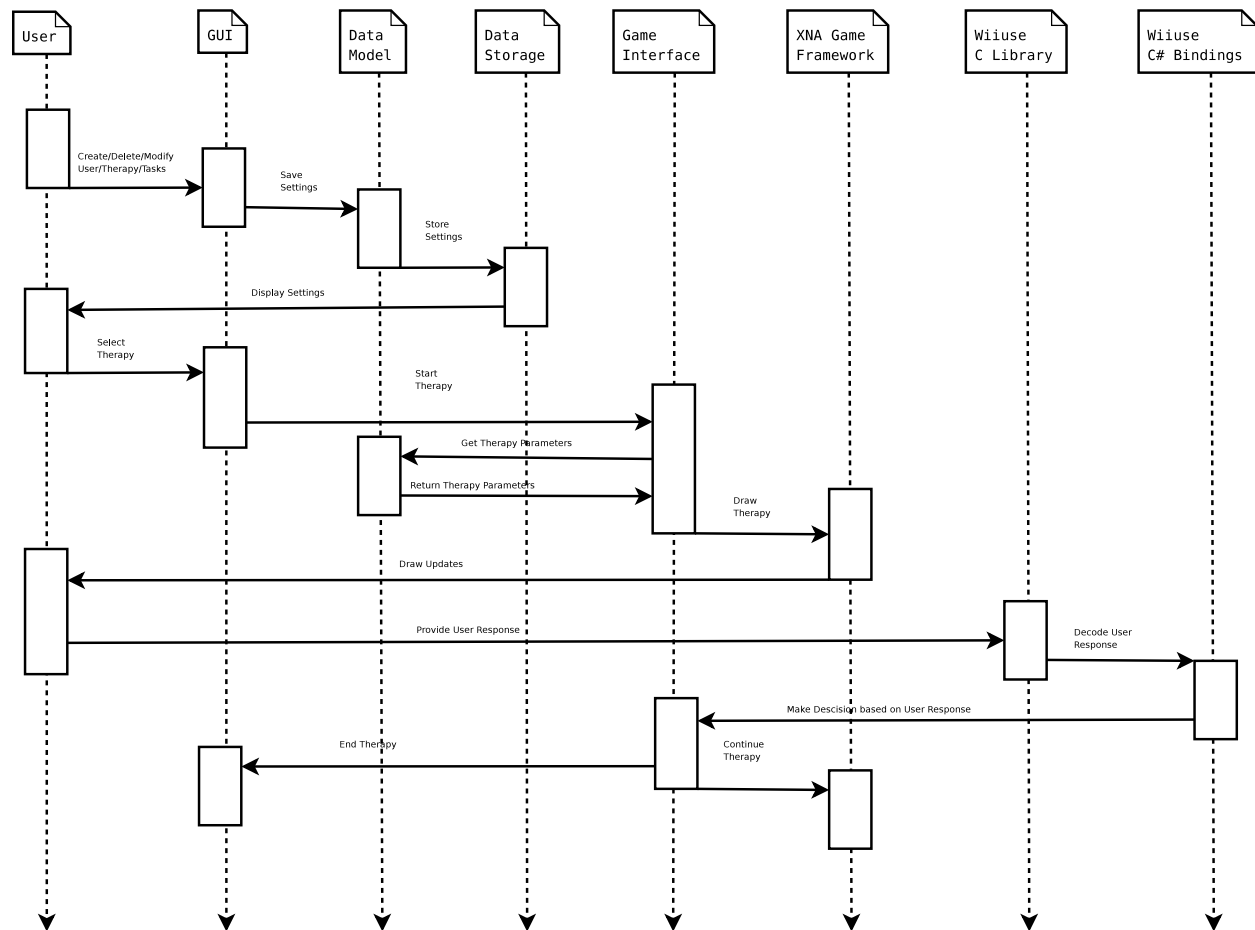 User
GUI
Data
Model
Data
Storage
Game
Interface
XNA Game
Framework
Wiiuse
C Library
Wiiuse
C# Bindings
Create/Delete/Modify
User/Therapy/Tasks
Save
Settings
Store
Settings
Display Settings
Select
Therapy
Start
Therapy
Get Therapy Parameters
Return Therapy Parameters
Draw
Therapy
Draw Updates
Provide User Response
Decode User
Response
Make Descision based on User Response
End Therapy
Continue
Therapy